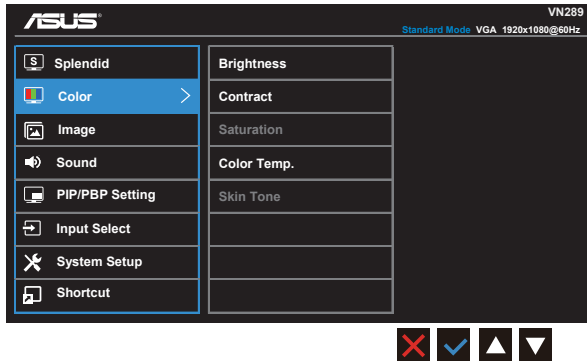 ASUS
VN289
Standard Mode VGA 1920x1080@60Hz
S Splendid
Color
Image
Sound
PIP/PBP Setting
Input Select
System Setup
Shortcut
Brightness
Contract
Saturation
Color Temp.
Skin Tone